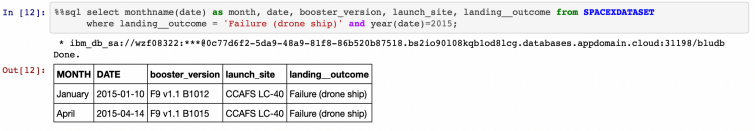 In [12]: %%sql select monthname(date) as month, date, booster_version, launch_site, landing__outcome from SPACEXDATASET
where landing__outcome = 'Failure (drone ship)' and year(date)=2015;
* ibm_db_sa://wzf08322:***@0c77d6f2-5da9-48a9-81f8-86b520b87518.bs2io90l08kqb1od8lcg.databases.appdomain.cloud:31198/bludb
Done.
Out[12]:
MONTH DATE booster_version launch_site landing__outcome
January 2015-01-10 F9 v1.1 B1012 CCAFS LC-40 Failure (drone ship)
April 2015-04-14 F9 v1.1 B1015 CCAFS LC-40 Failure (drone ship)